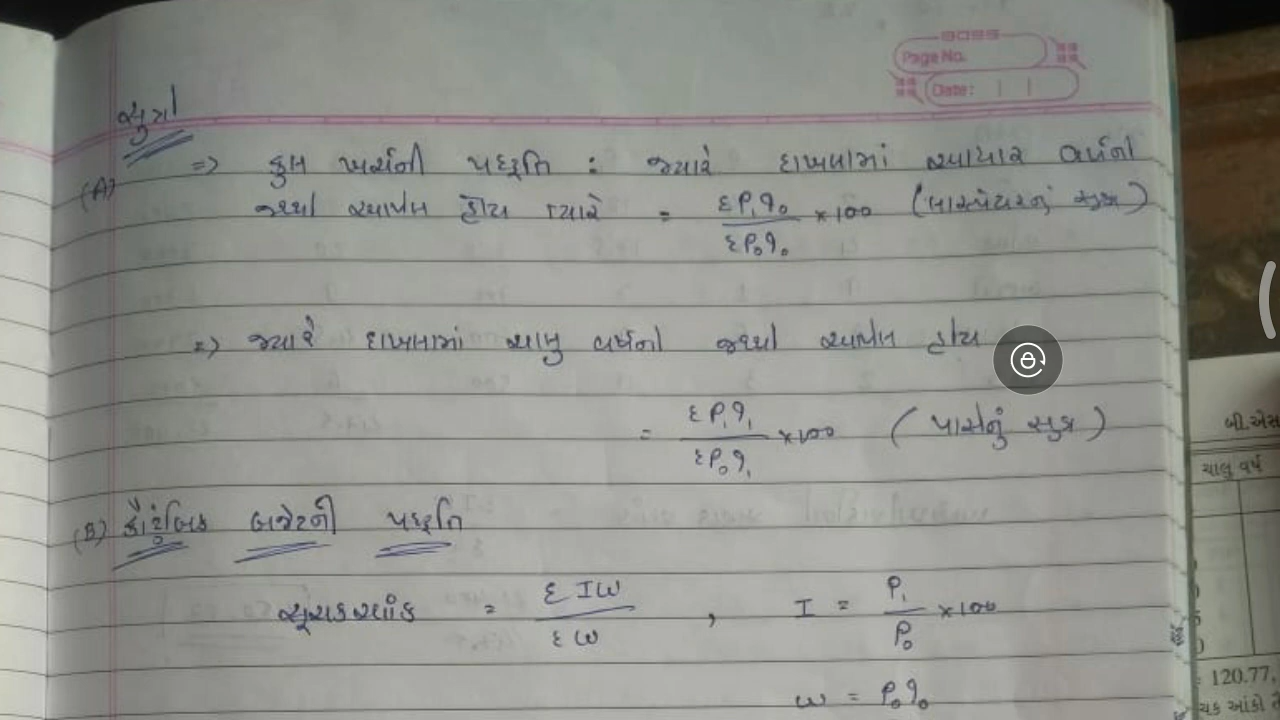 Page No.
Date:
સુત્રો
(A) => કુલ ખર્ચની પદ્ધતિ : જ્યારે દાખલામાં આધાર વર્ષનો
જથ્થો આપેલ હોય ત્યારે = ΣP₁q₀ / ΣP₀q₀ ×100 (લાસ્પેયરનું સુત્ર)
=> જ્યારે દાખલામાં ચાલુ વર્ષનો જથ્થો આપેલ હોય
= ΣP₁q₁ / ΣP₀q₁ ×100 (પાશેનું સુત્ર)
(B) કૌટુંબિક બજેટની પદ્ધતિ
સૂચકઆંક = ΣIW / ΣW , I = P₁ / P₀ ×100
W = P₀q₀
બી.એસ
ચાલુ વર્ષ
= 120.77,
ચક આંકો